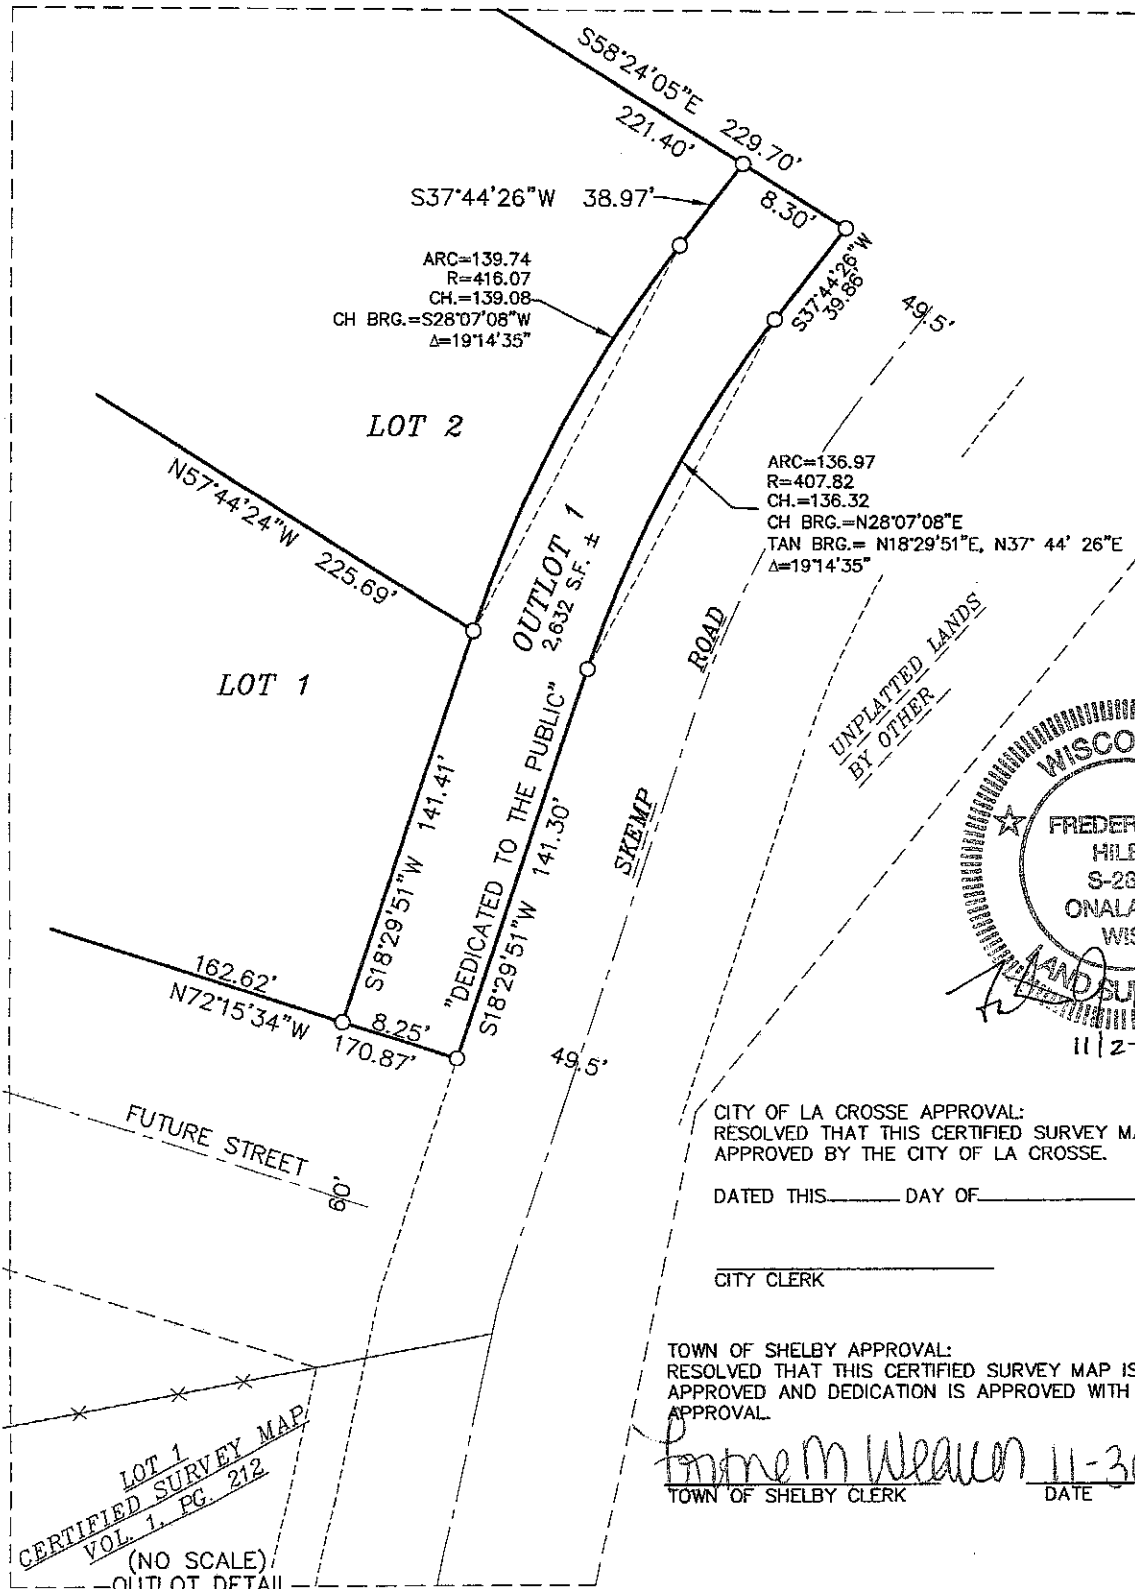 S58°24'05"E 229.70'
221.40'
8.30'
S37°44'26"W 38.97'
S37°44'26"W
39.86'
ARC=139.74
R=416.07
CH.=139.08
CH BRG.=S28°07'08"W
Δ=19°14'35"
49.5'
LOT 2
N57°44'24"W 225.69'
ARC=136.97
R=407.82
CH.=136.32
CH BRG.=N28°07'08"E
TAN BRG.= N18°29'51"E, N37° 44' 26"E
Δ=19°14'35"
OUTLOT 1
2,632 S.F. ±
LOT 1
SKEMP ROAD
UNPLATTED LANDS
BY OTHER
S18°29'51"W 141.41'
"DEDICATED TO THE PUBLIC"
S18°29'51"W 141.30'
WISCO
FREDER
HILB
S-28
ONALA
WIS
LAND SU
11/2-
162.62'
N72°15'34"W
8.25'
170.87'
49.5'
FUTURE STREET
60'
CITY OF LA CROSSE APPROVAL:
RESOLVED THAT THIS CERTIFIED SURVEY MA
APPROVED BY THE CITY OF LA CROSSE.
DATED THIS DAY OF
CITY CLERK
TOWN OF SHELBY APPROVAL:
RESOLVED THAT THIS CERTIFIED SURVEY MAP IS
APPROVED AND DEDICATION IS APPROVED WITH
APPROVAL.
M Weaver 11-30
TOWN OF SHELBY CLERK DATE
LOT 1
CERTIFIED SURVEY MAP
VOL. 1, PG. 212
(NO SCALE)
OUTLOT DETAIL